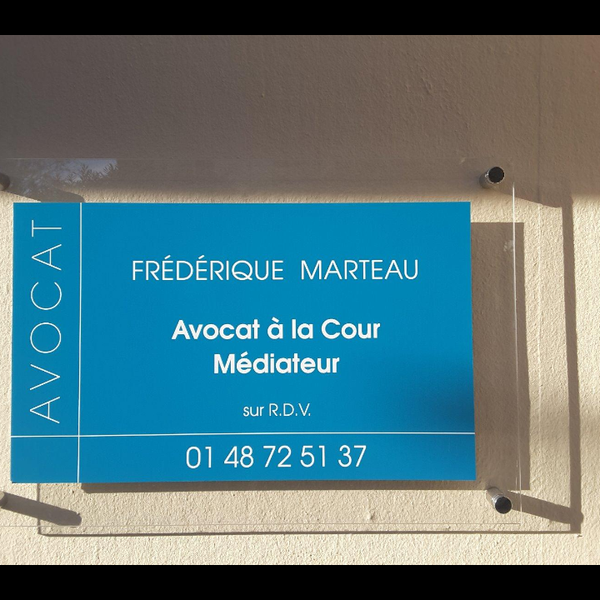 AVOCAT
FRÉDÉRIQUE MARTEAU
Avocat à la Cour
Médiateur
sur R.D.V.
01 48 72 51 37